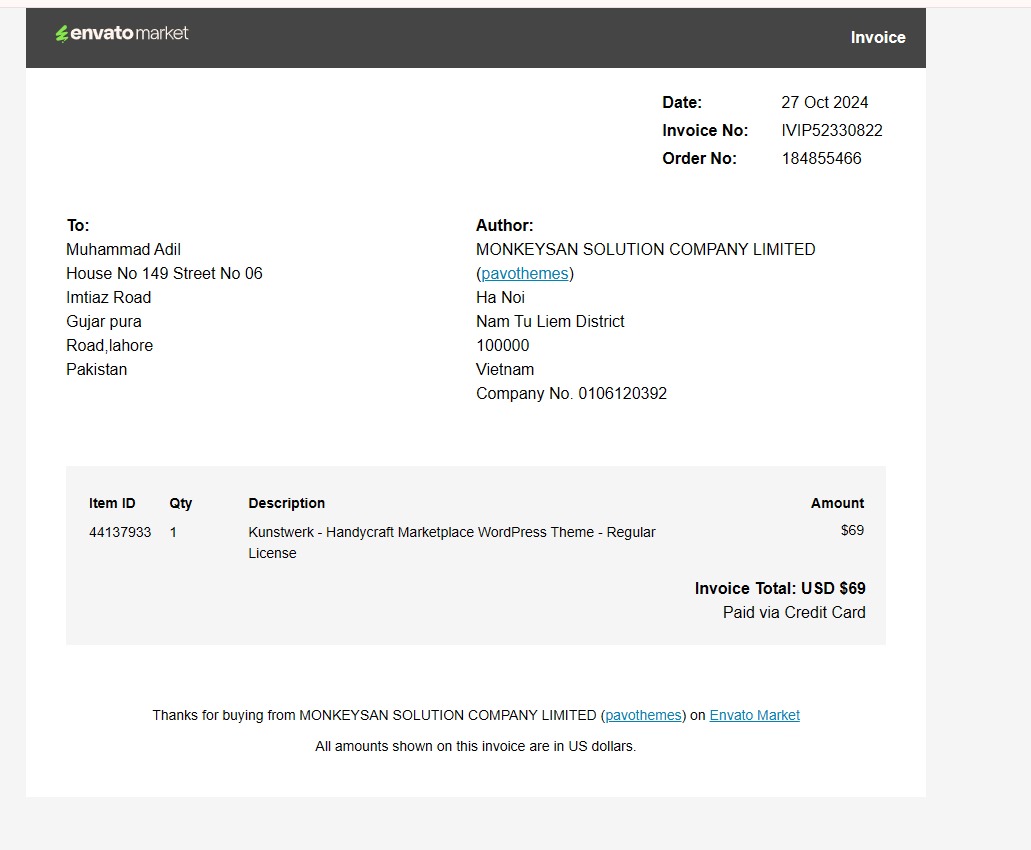 envato market
Invoice
Date: 27 Oct 2024
Invoice No: IVIP52330822
Order No: 184855466
To:
Muhammad Adil
House No 149 Street No 06
Imtiaz Road
Gujar pura
Road,lahore
Pakistan
Author:
MONKEYSAN SOLUTION COMPANY LIMITED
(pavothemes)
Ha Noi
Nam Tu Liem District
100000
Vietnam
Company No. 0106120392
Item ID Qty Description Amount
44137933 1 Kunstwerk - Handycraft Marketplace WordPress Theme - Regular $69
License
Invoice Total: USD $69
Paid via Credit Card
Thanks for buying from MONKEYSAN SOLUTION COMPANY LIMITED (pavothemes) on Envato Market
All amounts shown on this invoice are in US dollars.